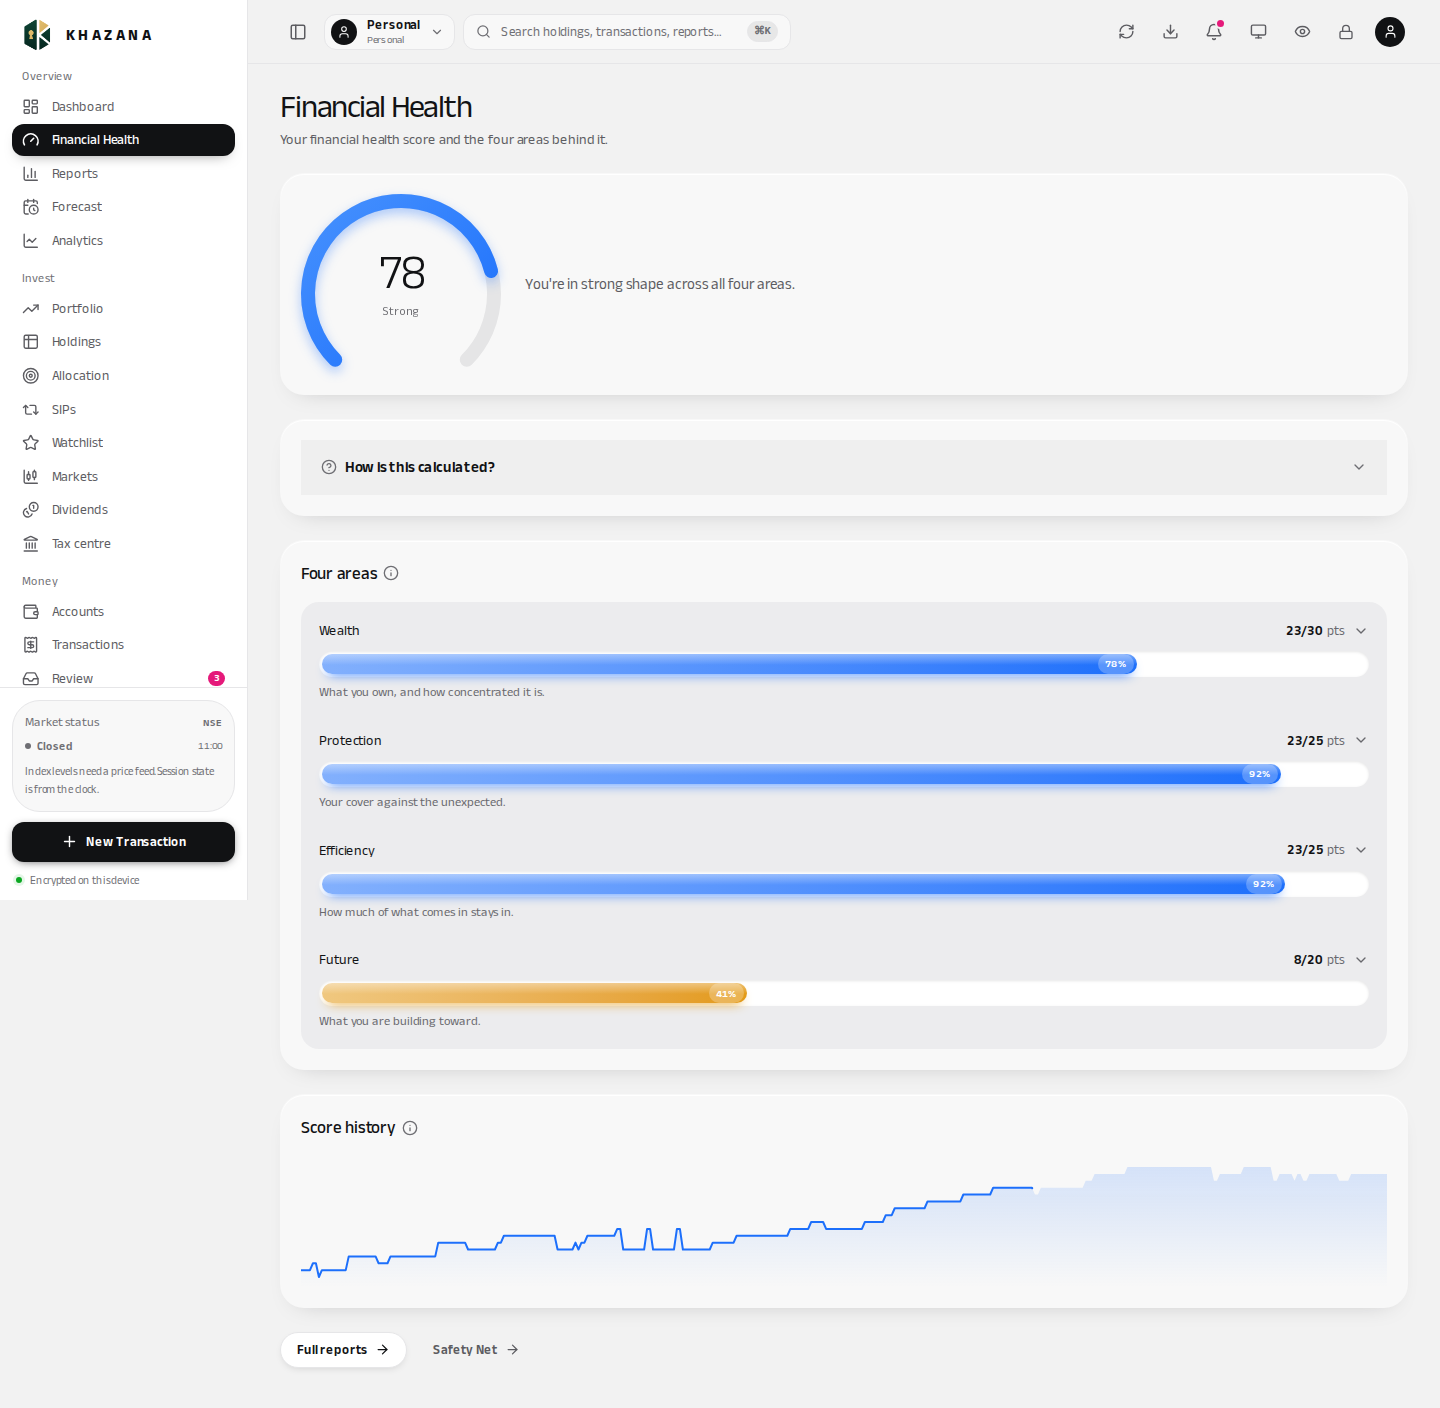 KHAZANA
Personal
Personal
Search holdings, transactions, reports...
⌘K
Overview
Dashboard
Financial Health
Reports
Forecast
Analytics
Invest
Portfolio
Holdings
Allocation
SIPs
Watchlist
Markets
Dividends
Tax centre
Money
Accounts
Transactions
Review 3
Market status NSE
Closed 11:00
Index levels need a price feed. Session state
is from the clock.
New Transaction
Encrypted on this device
Financial Health
Your financial health score and the four areas behind it.
78
Strong
You're in strong shape across all four areas.
How is this calculated?
Four areas
Wealth 23/30 pts
78%
What you own, and how concentrated it is.
Protection 23/25 pts
92%
Your cover against the unexpected.
Efficiency 23/25 pts
92%
How much of what comes in stays in.
Future 8/20 pts
41%
What you are building toward.
Score history
Full reports
Safety Net